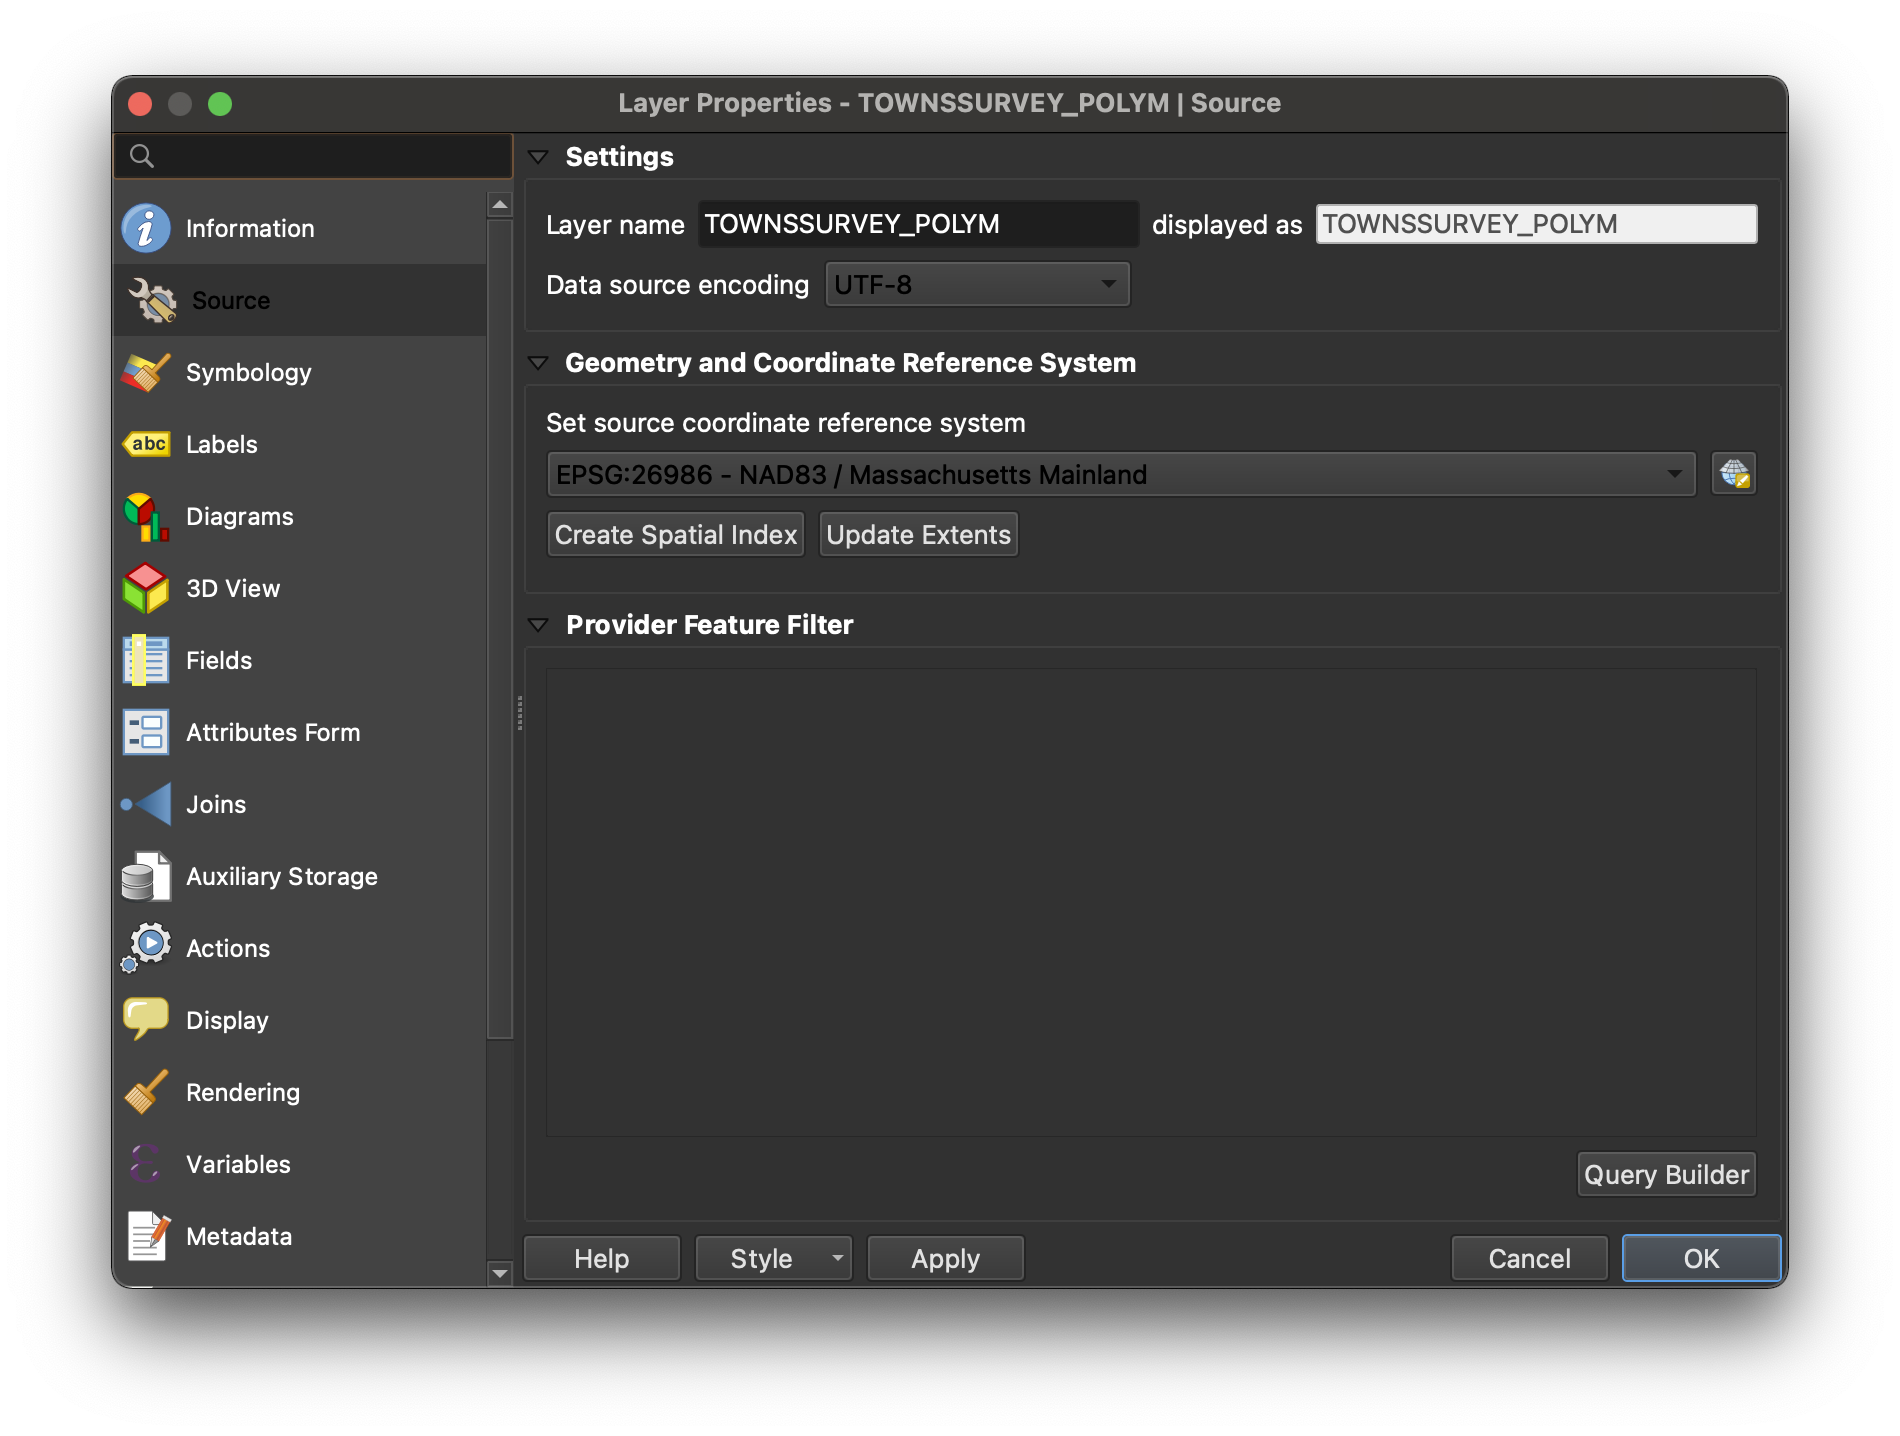 Layer Properties - TOWNSSURVEY_POLYM | Source
Information
Source
Symbology
abc Labels
Diagrams
3D View
Fields
Attributes Form
Joins
Auxiliary Storage
Actions
Display
Rendering
Variables
Metadata
Settings
Layer name TOWNSSURVEY_POLYM displayed as TOWNSSURVEY_POLYM
Data source encoding UTF-8
Geometry and Coordinate Reference System
Set source coordinate reference system
EPSG:26986 - NAD83 / Massachusetts Mainland
Create Spatial Index Update Extents
Provider Feature Filter
Query Builder
Help Style Apply Cancel OK